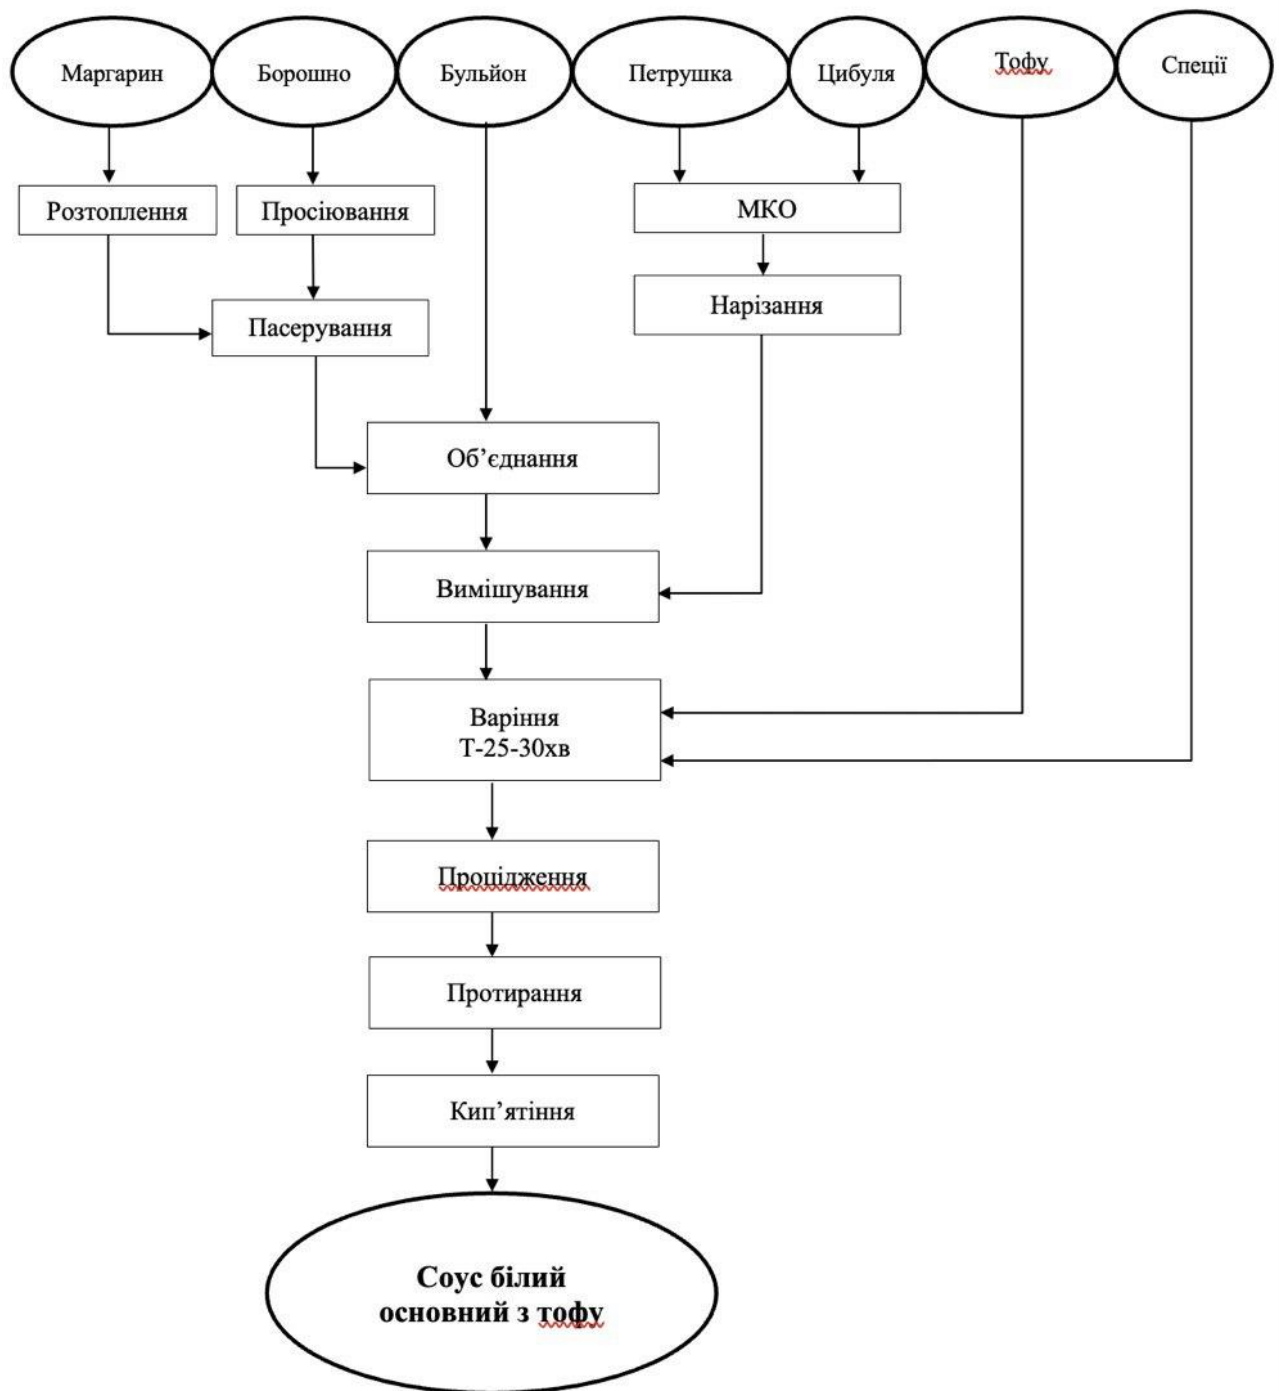 Маргарин
Борошно
Бульйон
Петрушка
Цибуля
Тофу
Спеції
Розтоплення
Просіювання
МКО
Нарізання
Пасерування
Об’єднання
Вимішування
Варіння
Т-25-30хв
Проціждення
Протирання
Кип’ятіння
Соус білий
основний з тофу